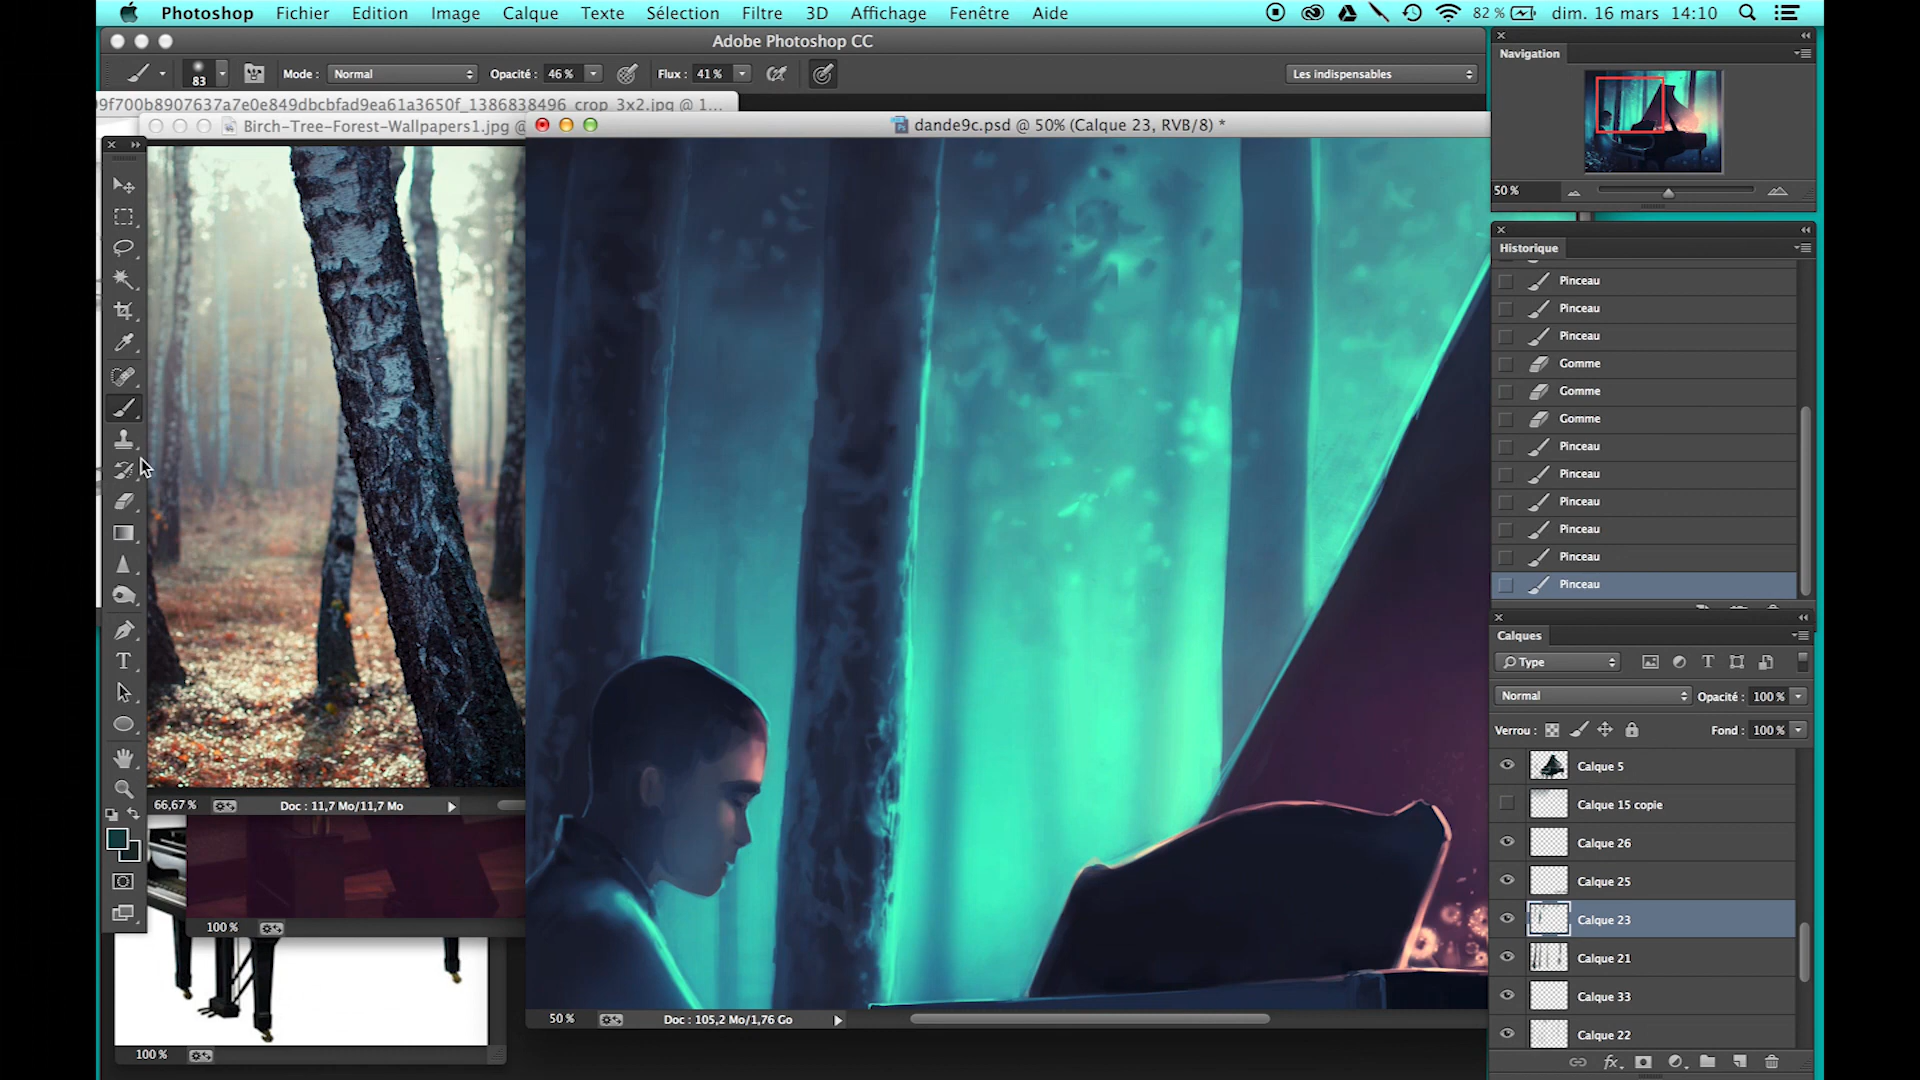 Photoshop Fichier Edition Image Calque Texte Sélection Filtre 3D Affichage Fenêtre Aide 82 % dim. 16 mars 14:10
Adobe Photoshop CC
83 Mode : Normal Opacité : 46 % Flux : 41 % Les indispensables
09f700b8907637a7e0e849dbcbfad9ea61a3650f_1386838496_crop_3x2.jpg @ 1...
Birch-Tree-Forest-Wallpapers1.jpg @
dande9c.psd @ 50% (Calque 23, RVB/8) *
Navigation
50 %
Historique
Pinceau
Pinceau
Pinceau
Gomme
Gomme
Gomme
Pinceau
Pinceau
Pinceau
Pinceau
Pinceau
Pinceau
Calques
Type
Normal Opacité : 100 %
Verrou : Fond : 100 %
Calque 5
Calque 15 copie
Calque 26
Calque 25
Calque 23
Calque 21
Calque 33
Calque 22
66,67 % Doc : 11,7 Mo/11,7 Mo
100 %
50 % Doc : 105,2 Mo/1,76 Go
100 %